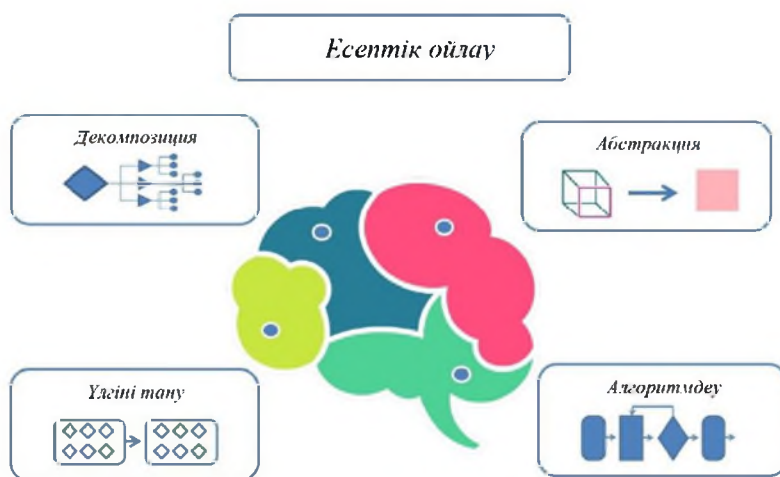 Есептік ойлау
Декомпозиция
Абстракция
Үлгіні тану
Алгоритмдеу